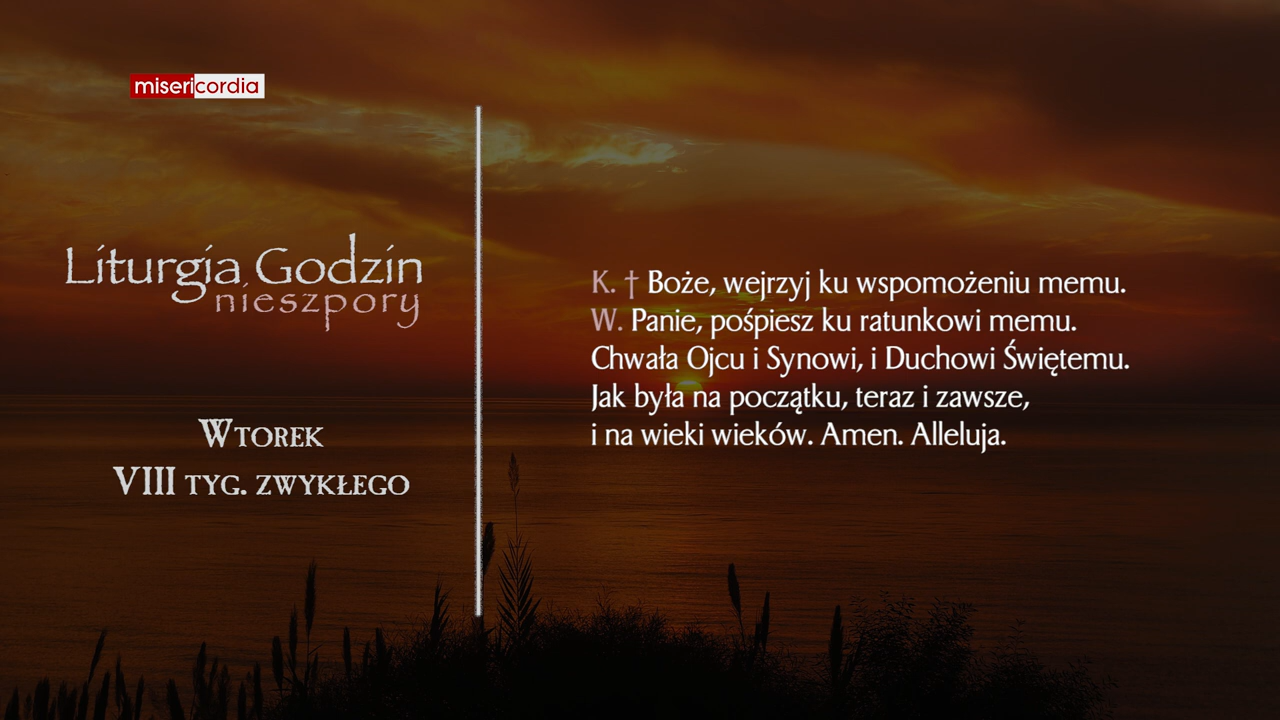 misericordia
Liturgia Godzin
nieszpory
Wtorek
VIII tyg. zwykłego
K. † Boże, wejrzyj ku wspomożeniu memu.
W. Panie, pośpiesz ku ratunkowi memu.
Chwała Ojcu i Synowi, i Duchowi Świętemu.
Jak była na początku, teraz i zawsze,
i na wieki wieków. Amen. Alleluja.